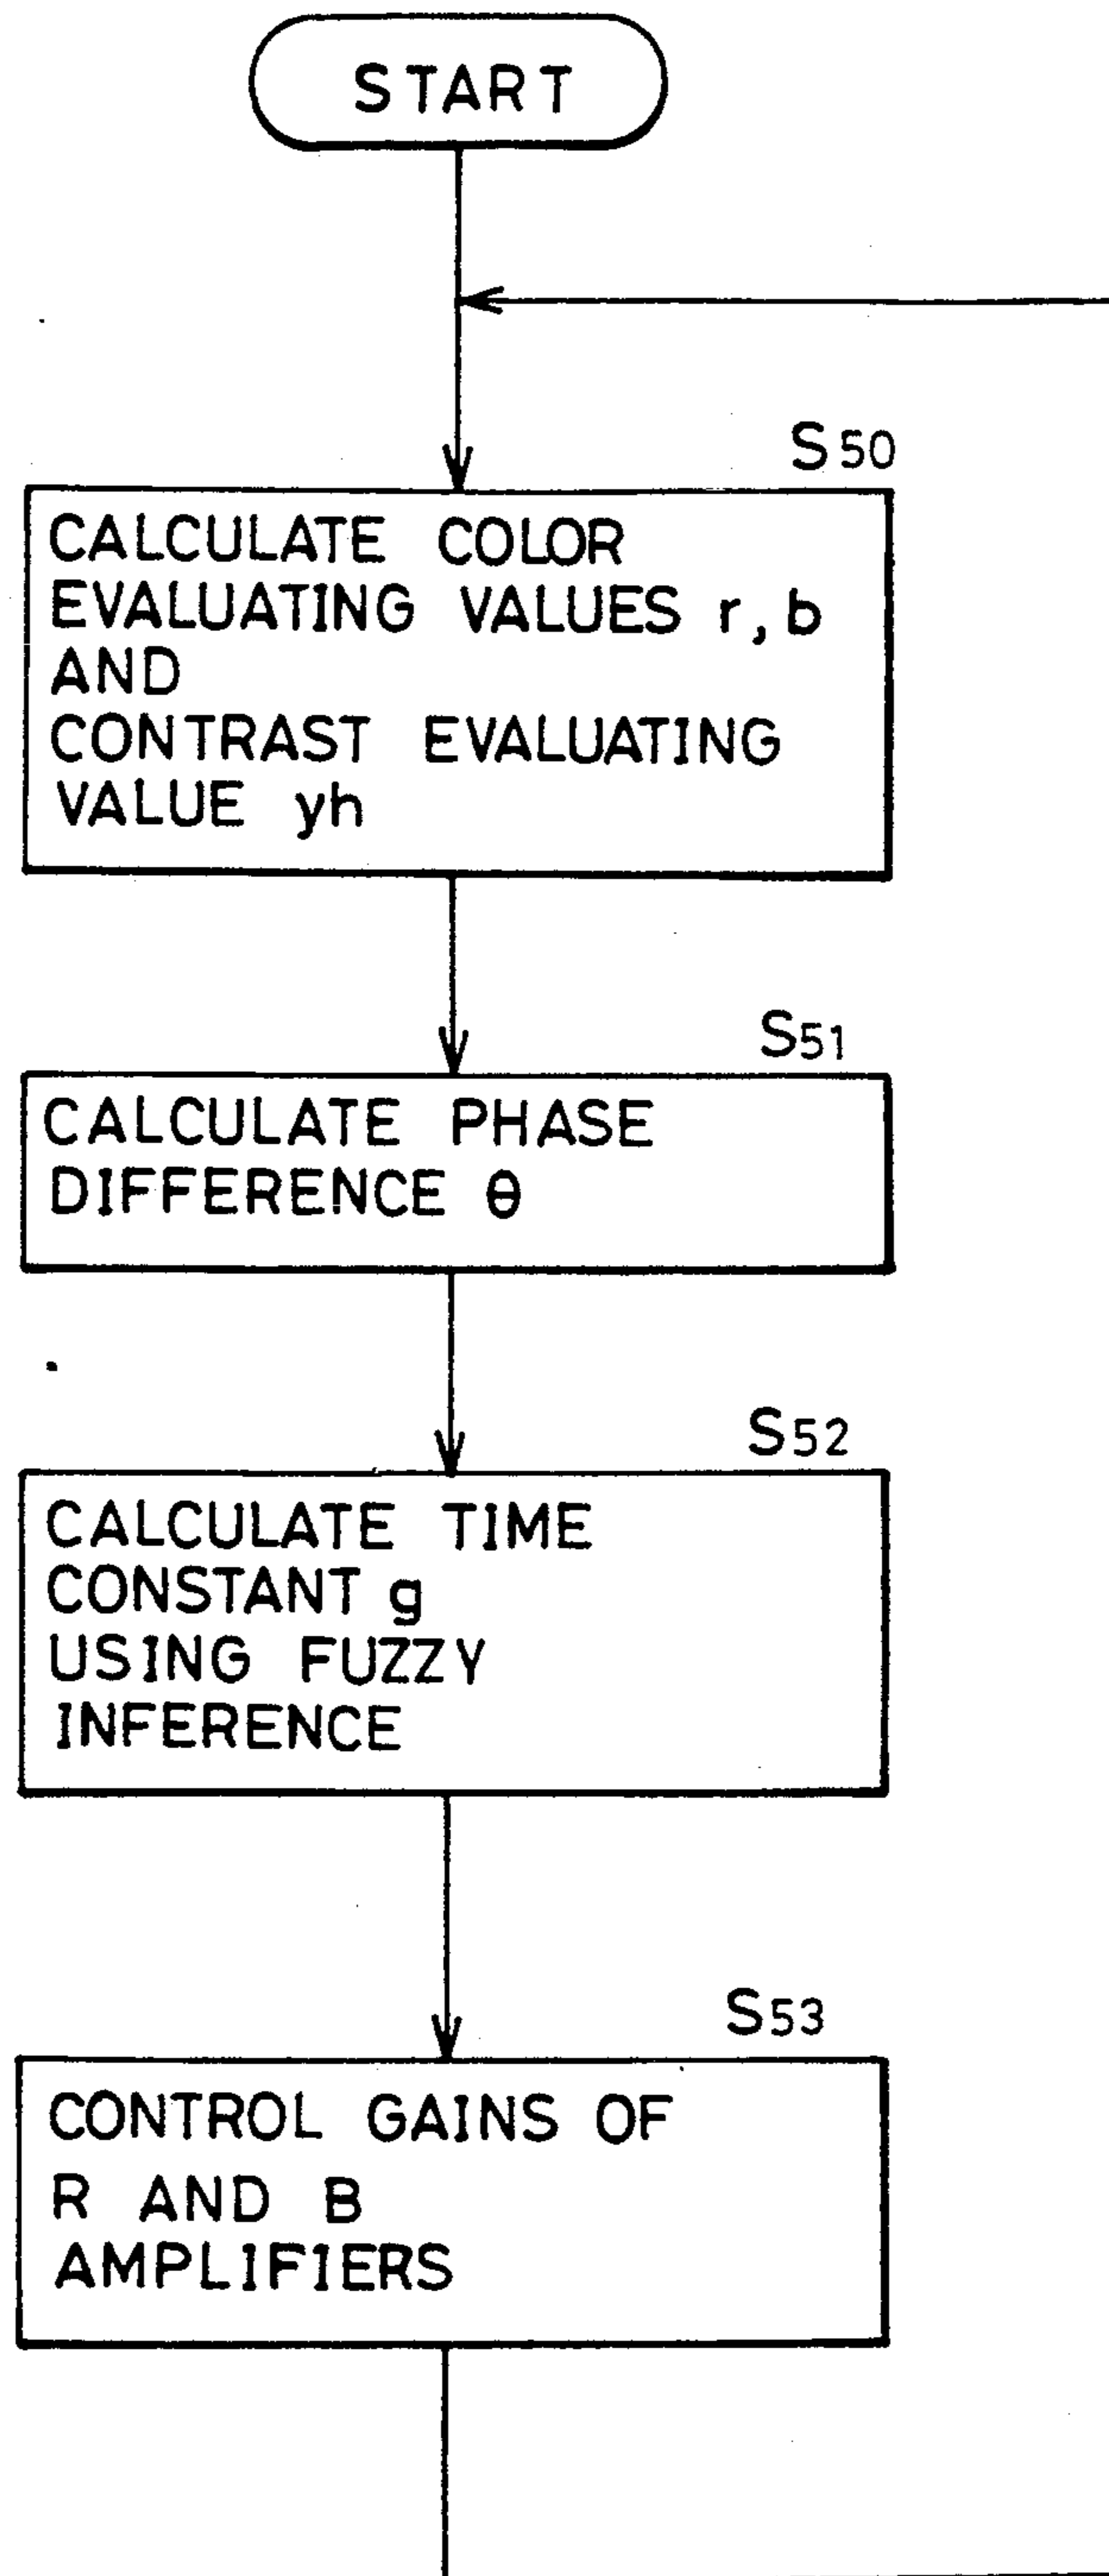 START
S50
CALCULATE COLOR
EVALUATING VALUES r, b
AND
CONTRAST EVALUATING
VALUE yh
S51
CALCULATE PHASE
DIFFERENCE θ
S52
CALCULATE TIME
CONSTANT g
USING FUZZY
INFERENCE
S53
CONTROL GAINS OF
R AND B
AMPLIFIERS